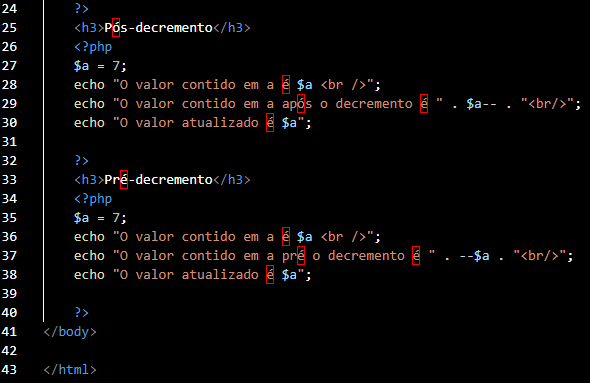 24 ?>
25 <h3>Pós-decremento</h3>
26 <?php
27 $a = 7;
28 echo "O valor contido em a é $a <br />";
29 echo "O valor contido em a após o decremento é " . $a-- . "<br/>";
30 echo "O valor atualizado é $a";
31
32 ?>
33 <h3>Pré-decremento</h3>
34 <?php
35 $a = 7;
36 echo "O valor contido em a é $a <br />";
37 echo "O valor contido em a pré o decremento é " . --$a . "<br/>";
38 echo "O valor atualizado é $a";
39
40 ?>
41 </body>
42
43 </html>